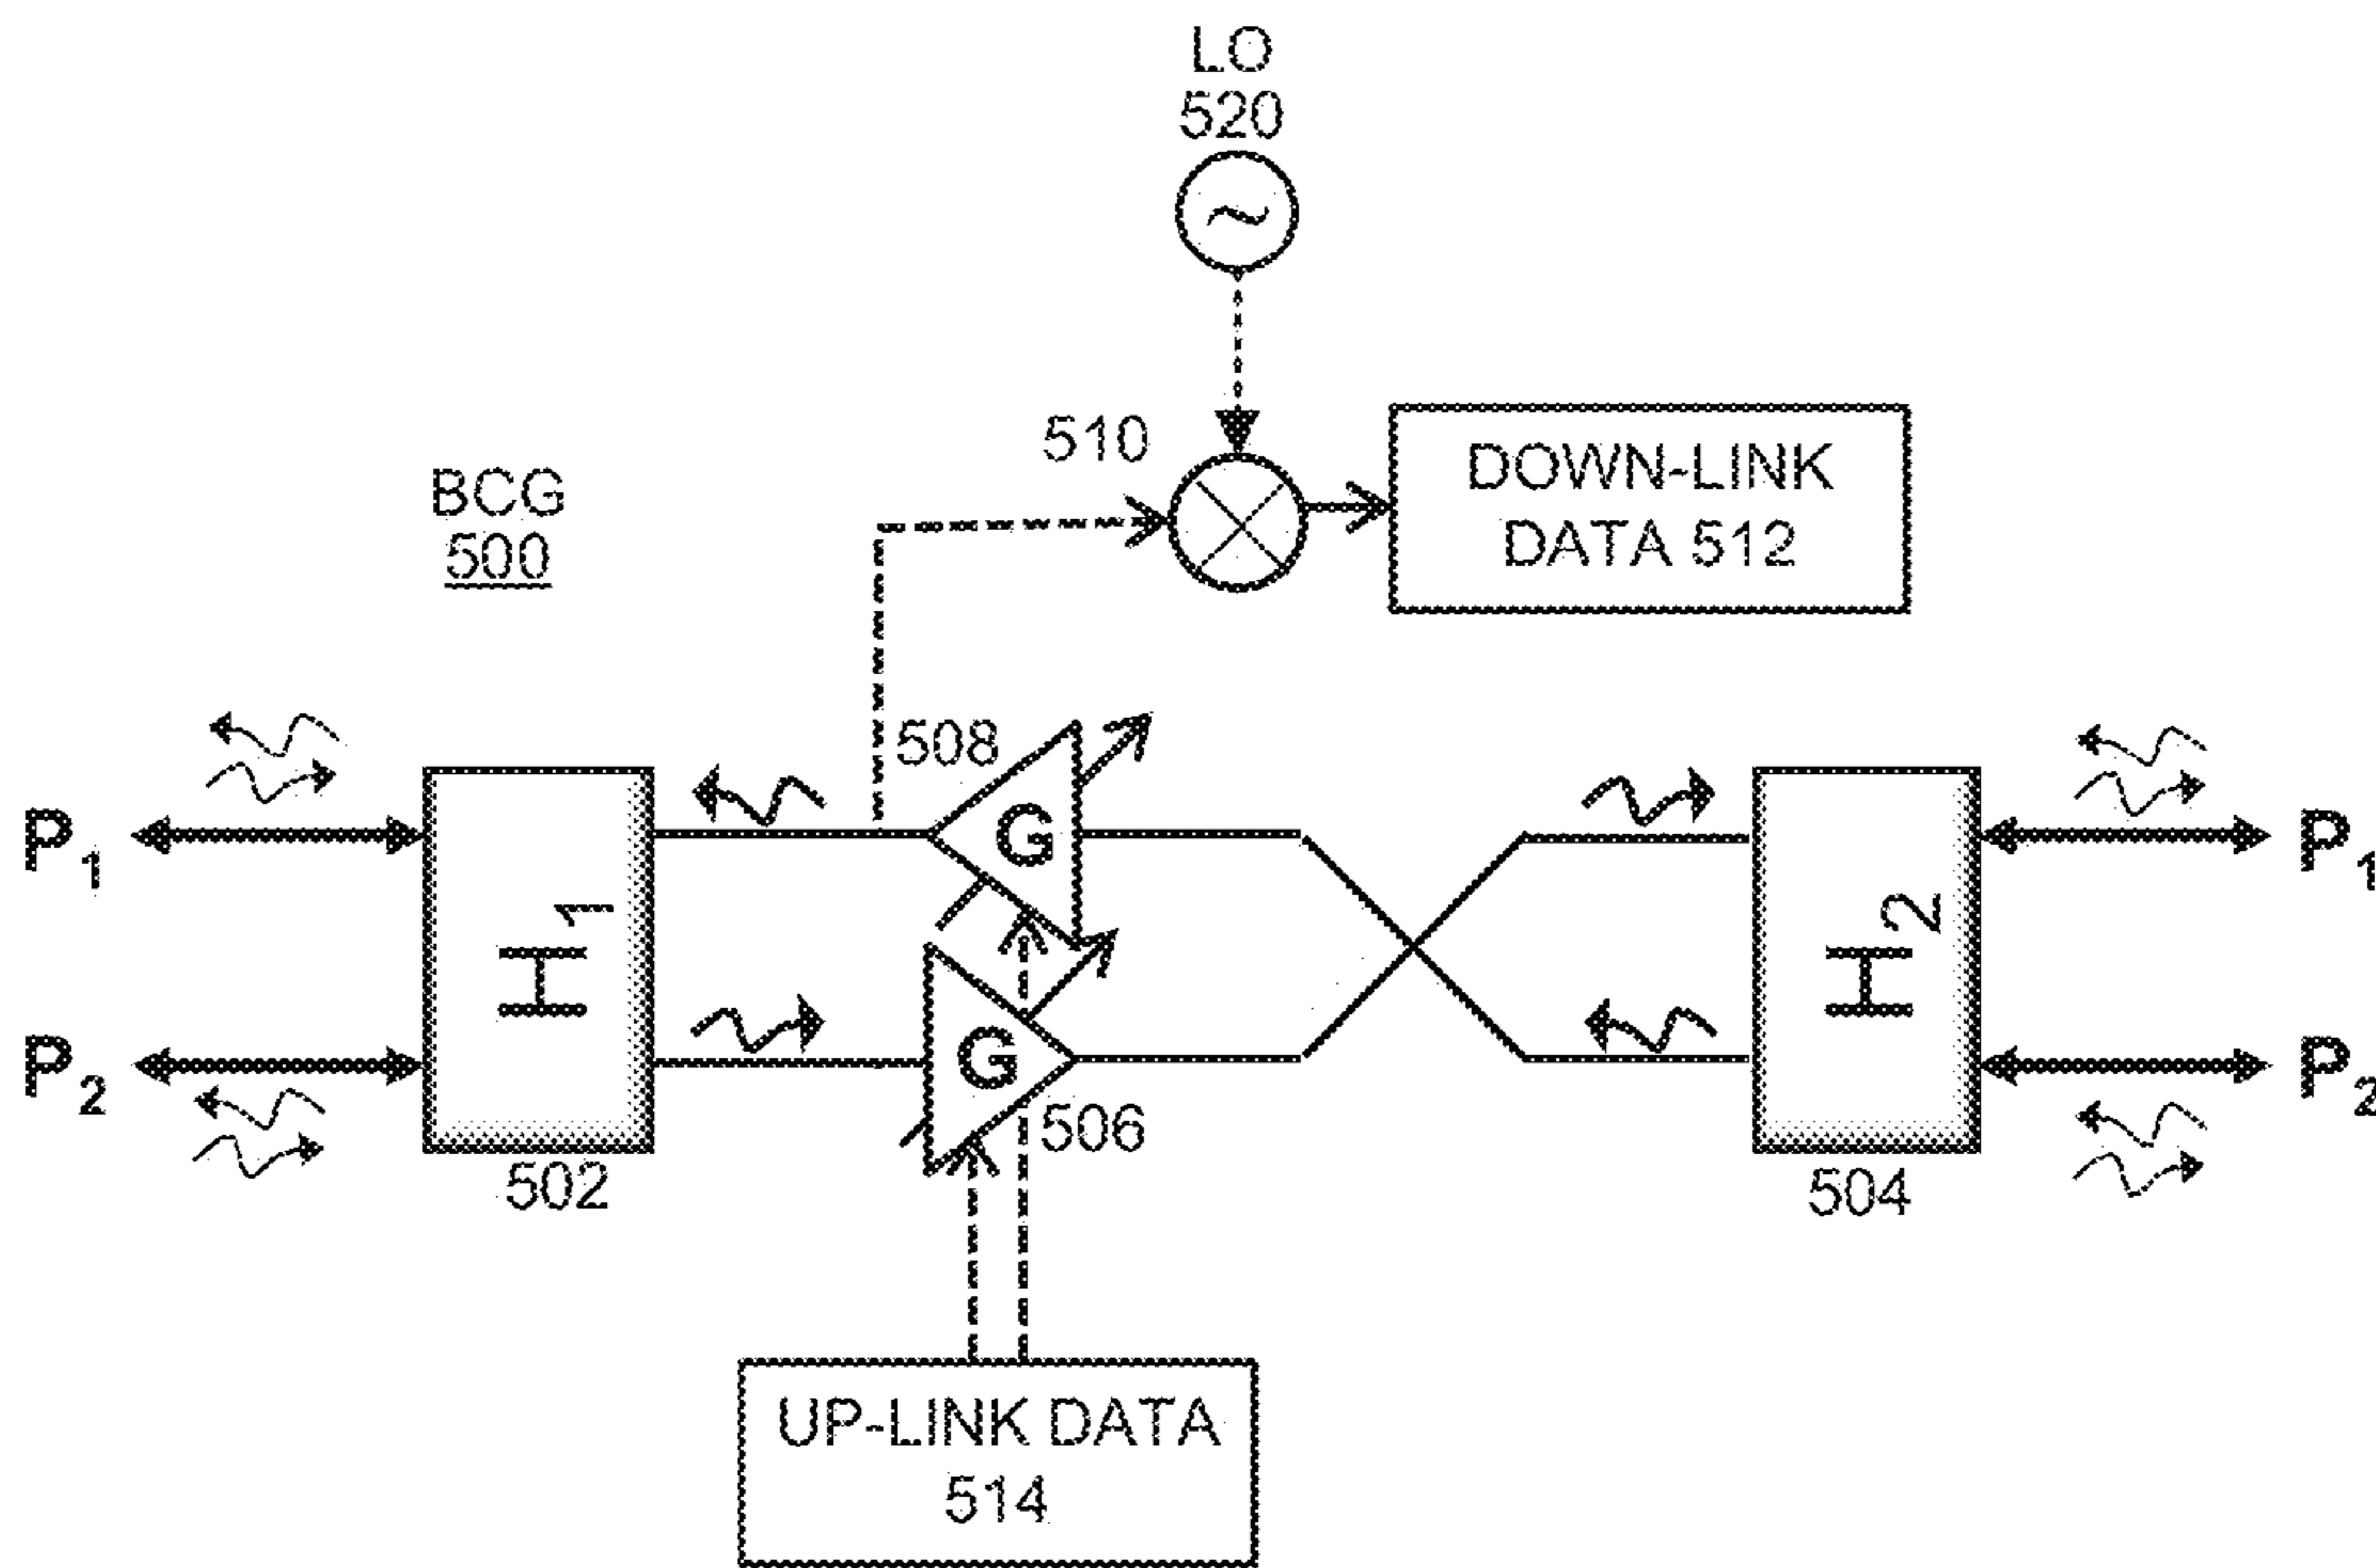 LO
520
510
DOWN-LINK
DATA 512
BCG
500
508
G
P1
H1
H2
P1
P2
G
506
P2
502
504
UP-LINK DATA
514